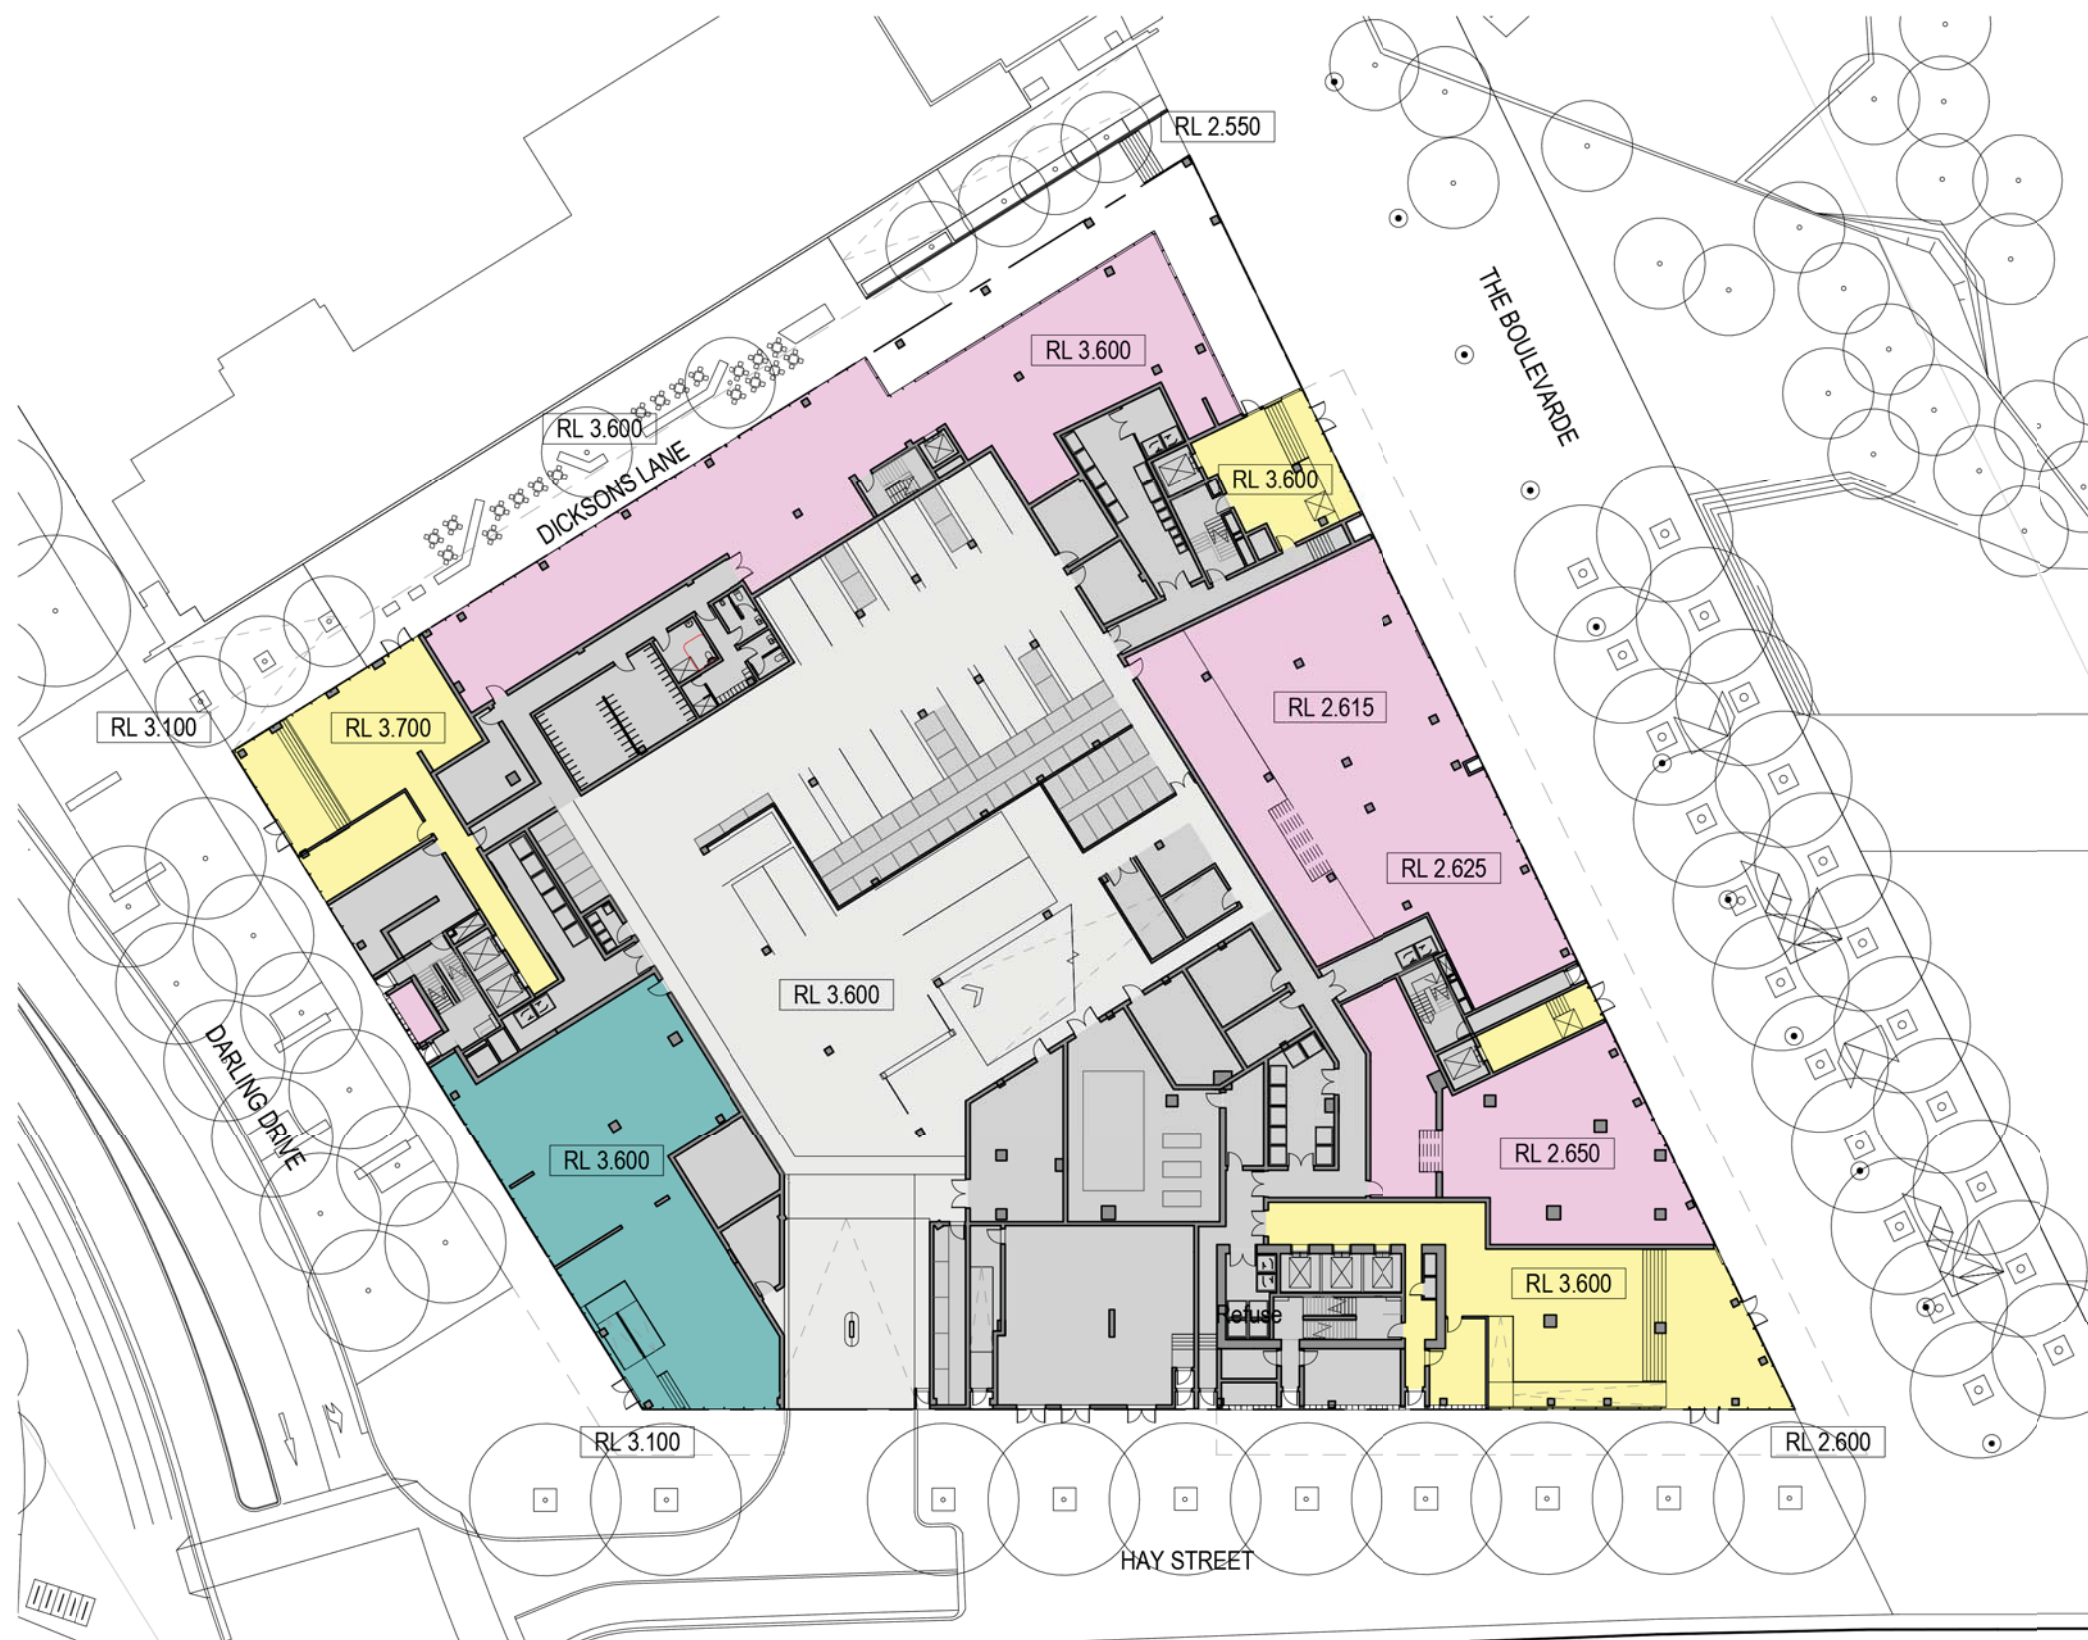 RL 2.550
THE BOULEVARDE
RL 3.600
RL 3.600
DICKSONS LANE
RL 3.600
RL 3.100
RL 3.700
RL 2.615
RL 2.625
RL 3.600
DARLING DRIVE
RL 3.600
RL 2.650
RL 3.600
Refuse
RL 3.100
RL 2.600
HAY STREET